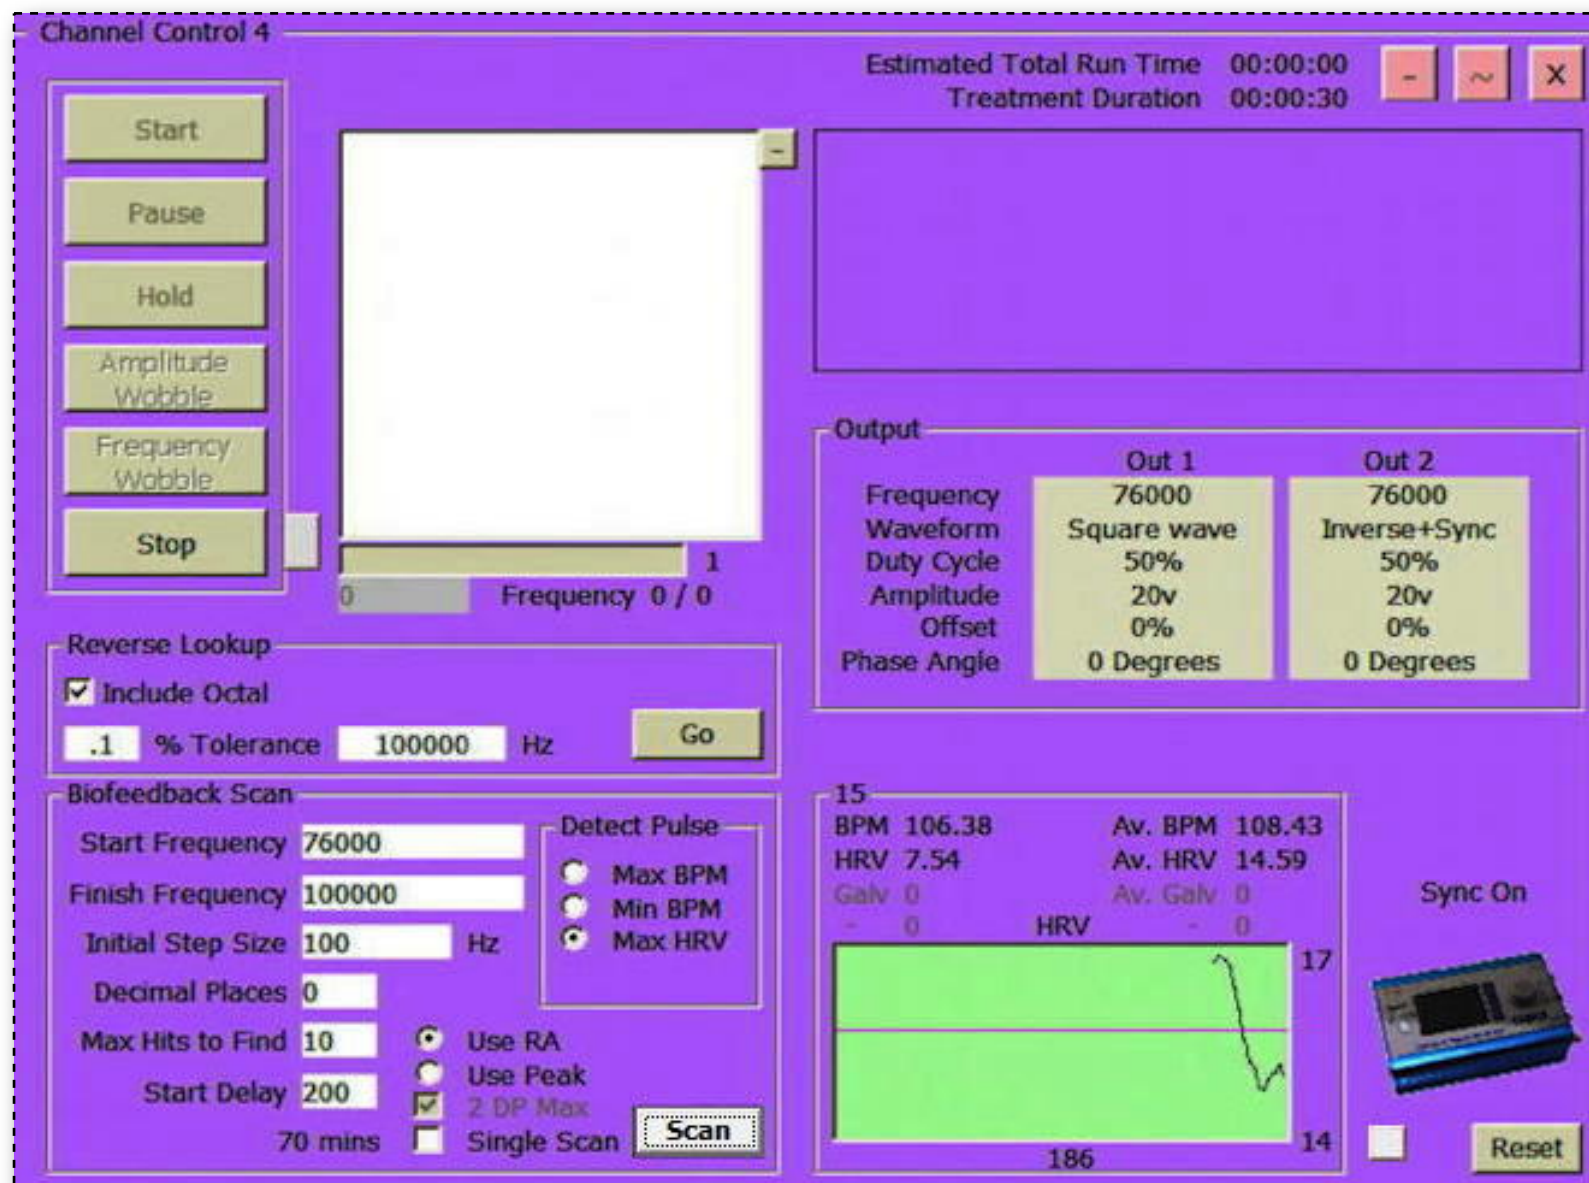 Channel Control 4
Estimated Total Run Time 00:00:00
Treatment Duration 00:00:30
- ~ X
Start
Pause
Hold
Amplitude
Wobble
Frequency
Wobble
Stop
-
1
0 Frequency 0 / 0
Output
Out 1 Out 2
Frequency 76000 76000
Waveform Square wave Inverse+Sync
Duty Cycle 50% 50%
Amplitude 20v 20v
Offset 0% 0%
Phase Angle 0 Degrees 0 Degrees
Reverse Lookup
Include Octal
.1 % Tolerance 100000 Hz Go
Biofeedback Scan
Start Frequency 76000
Finish Frequency 100000
Initial Step Size 100 Hz
Decimal Places 0
Max Hits to Find 10
Start Delay 200
70 mins
Detect Pulse
Max BPM
Min BPM
Max HRV
Use RA
Use Peak
2 DP Max
Single Scan
Scan
15
BPM 106.38 Av. BPM 108.43
HRV 7.54 Av. HRV 14.59
Galv 0 Av. Galv 0
- 0 HRV - 0
17
14
186
Sync On
Reset